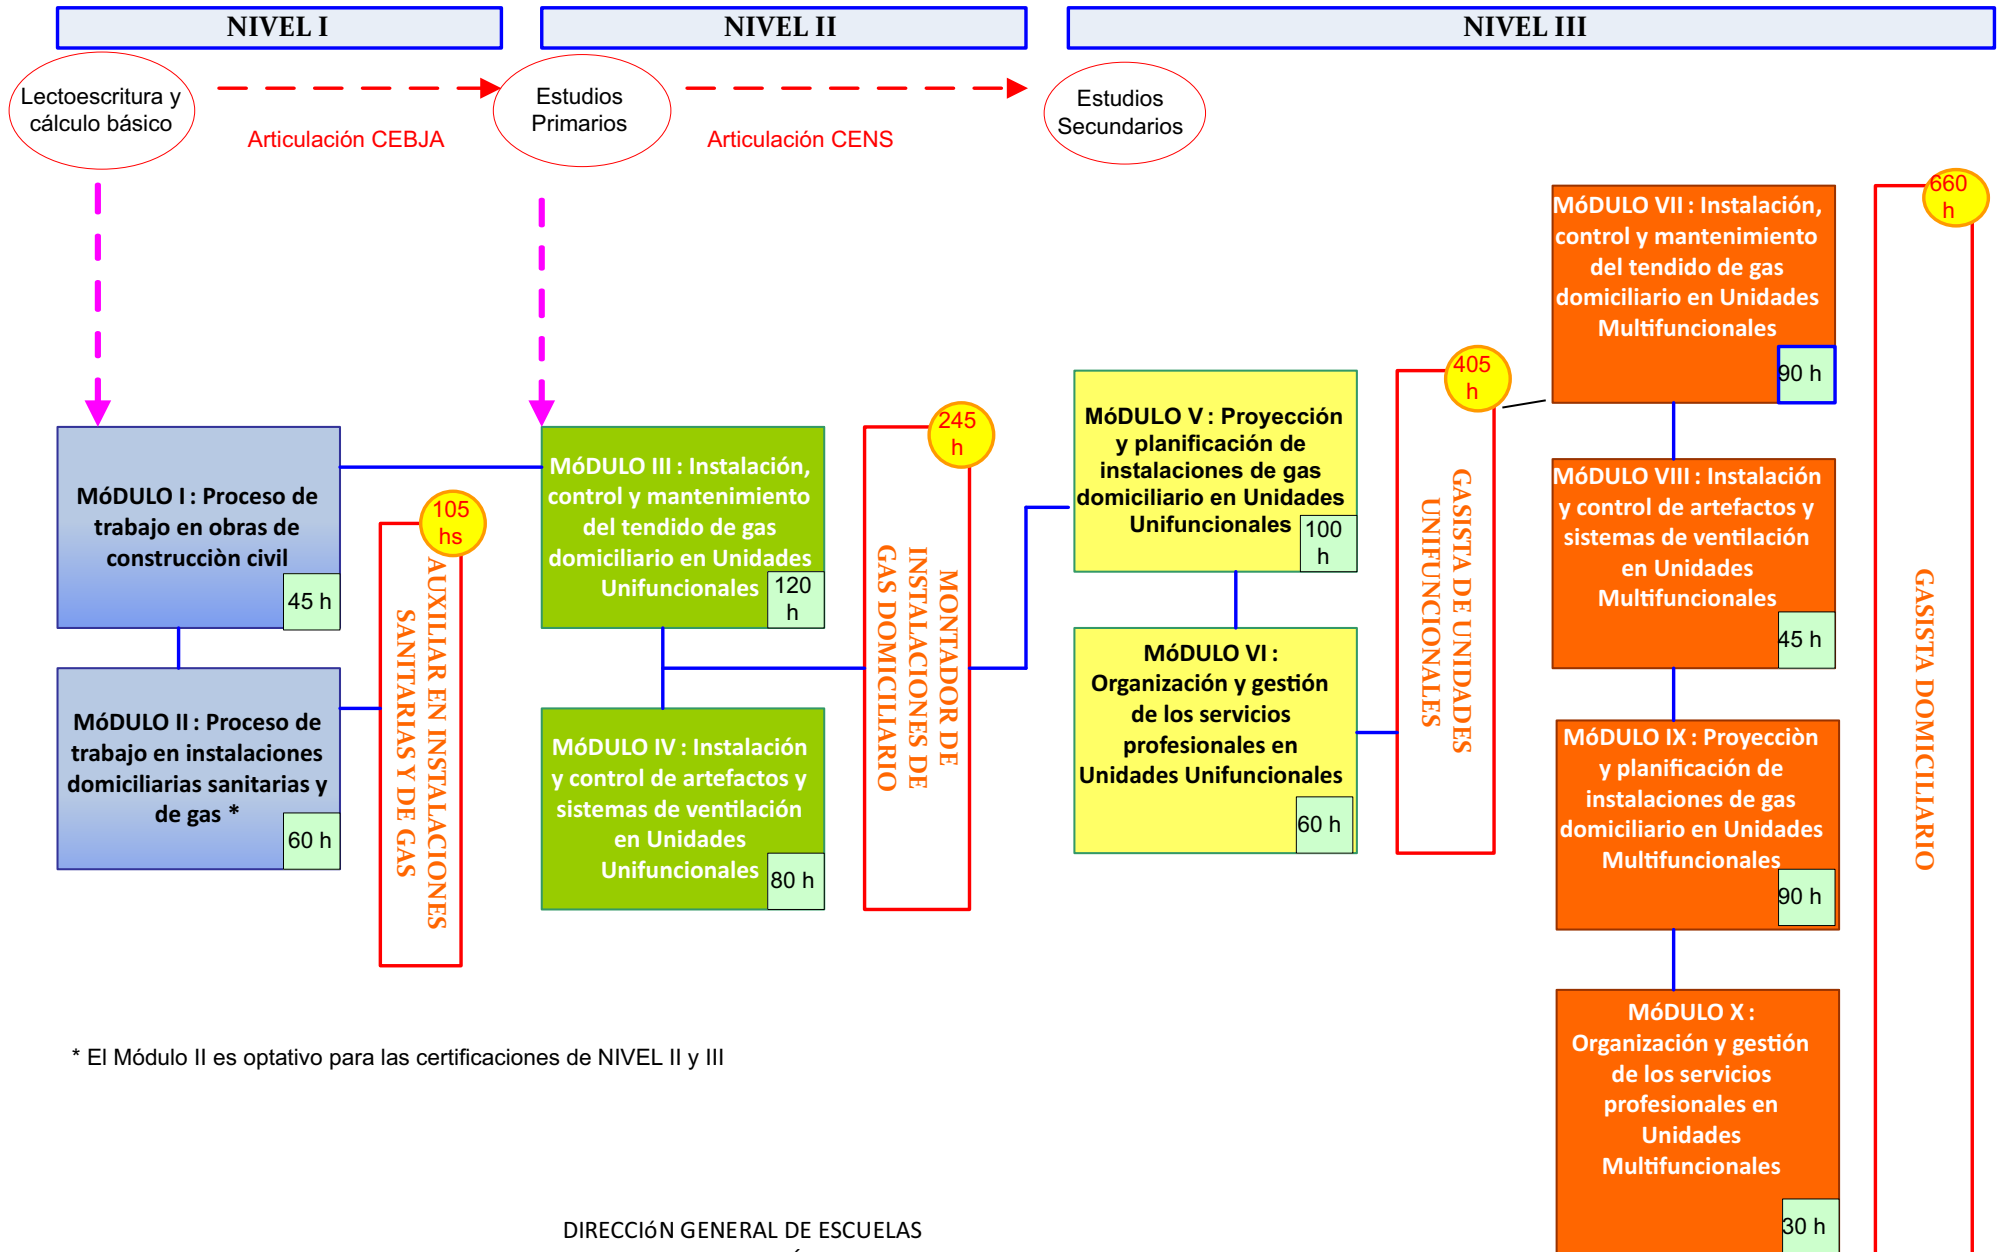 NIVEL I
NIVEL II
NIVEL III
Lectoescritura y
cálculo básico
Articulación CEBJA
Estudios
Primarios
Articulación CENS
Estudios
Secundarios
MóDULO I : Proceso de
trabajo en obras de
construcciòn civil
45 h
MóDULO II : Proceso de
trabajo en instalaciones
domiciliarias sanitarias y
de gas *
60 h
105
hs
AUXILIAR EN INSTALACIONES
SANITARIAS Y DE GAS
MóDULO III : Instalación,
control y mantenimiento
del tendido de gas
domiciliario en Unidades
Unifuncionales
120
h
MóDULO IV : Instalación
y control de artefactos y
sistemas de ventilación
en Unidades
Unifuncionales
80 h
245
h
MONTADOR DE
INSTALACIONES DE
GAS DOMICILIARIO
MóDULO V : Proyección
y planificación de
instalaciones de gas
domiciliario en Unidades
Unifuncionales
100
h
MóDULO VI :
Organización y gestión
de los servicios
profesionales en
Unidades Unifuncionales
60 h
405
h
GASISTA DE UNIDADES
UNIFUNCIONALES
MóDULO VII : Instalación,
control y mantenimiento
del tendido de gas
domiciliario en Unidades
Multifuncionales
90 h
MóDULO VIII : Instalación
y control de artefactos y
sistemas de ventilación
en Unidades
Multifuncionales
45 h
MóDULO IX : Proyecciòn
y planificación de
instalaciones de gas
domiciliario en Unidades
Multifuncionales
90 h
MóDULO X :
Organización y gestión
de los servicios
profesionales en
Unidades
Multifuncionales
30 h
660
h
GASISTA DOMICILIARIO
* El Módulo II es optativo para las certificaciones de NIVEL II y III
DIRECCIóN GENERAL DE ESCUELAS